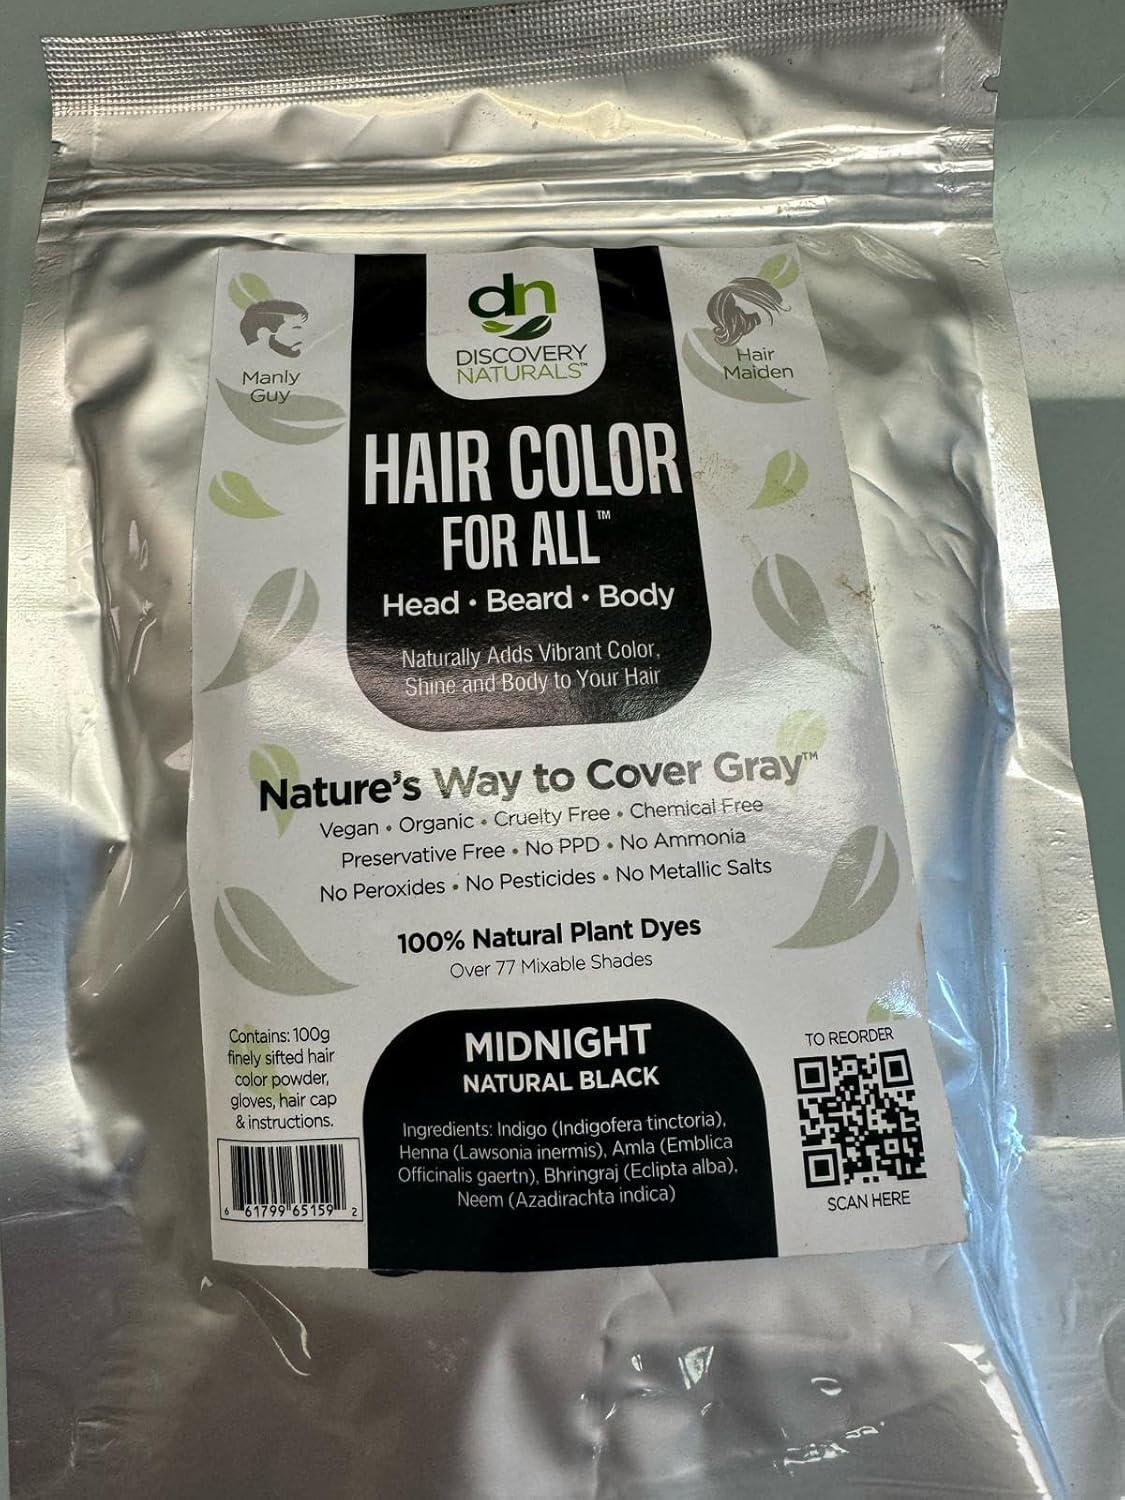 dn
DISCOVERY
NATURALS™
Manly
Guy
Hair
Maiden
HAIR COLOR
FOR ALL™
Head • Beard • Body
Naturally Adds Vibrant Color,
Shine and Body to Your Hair
Nature's Way to Cover Gray™
Vegan • Organic • Cruelty Free • Chemical Free
Preservative Free • No PPD • No Ammonia
No Peroxides • No Pesticides • No Metallic Salts
100% Natural Plant Dyes
Over 77 Mixable Shades
Contains: 100g
finely sifted hair
color powder,
gloves, hair cap
& instructions.
6 61799 65159 2
MIDNIGHT
NATURAL BLACK
Ingredients: Indigo (Indigofera tinctoria),
Henna (Lawsonia inermis), Amla (Emblica
Officinalis gaertn), Bhringraj (Eclipta alba),
Neem (Azadirachta indica)
TO REORDER
SCAN HERE